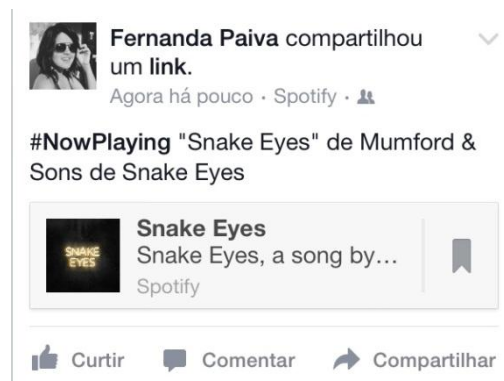 Fernanda Paiva compartilhou
um link.
Agora há pouco · Spotify ·
#NowPlaying "Snake Eyes" de Mumford &
Sons de Snake Eyes
SNAKE
EYES
Snake Eyes
Snake Eyes, a song by...
Spotify
Curtir Comentar Compartilhar